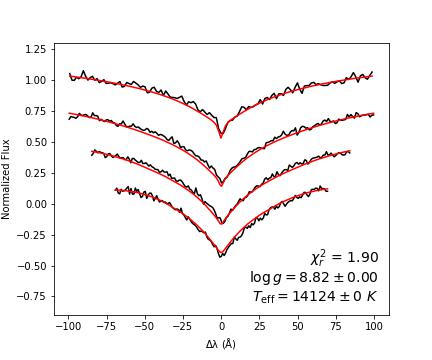 Normalized Flux
1.25
1.00
0.75
0.50
0.25
0.00
−0.25
−0.50
−0.75
χ²ᵣ = 1.90
log g = 8.82 ± 0.00
T_eff = 14124 ± 0 K
−100 −75 −50 −25 0 25 50 75 100
Δλ (Å)